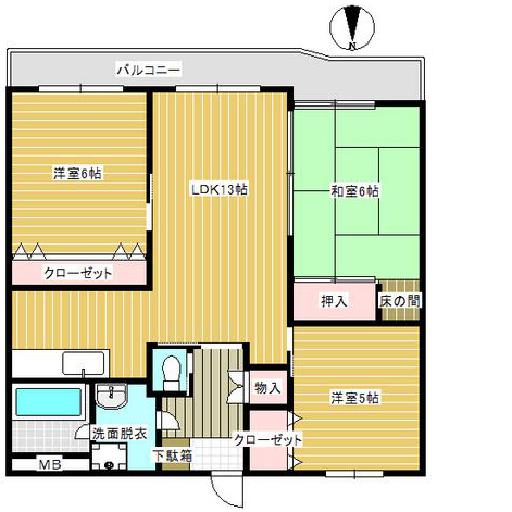 N
バルコニー
洋室6帖
LDK13帖
和室6帖
クローゼット
押入
床の間
物入
洋室5帖
洗面脱衣
クローゼット
下駄箱
MB